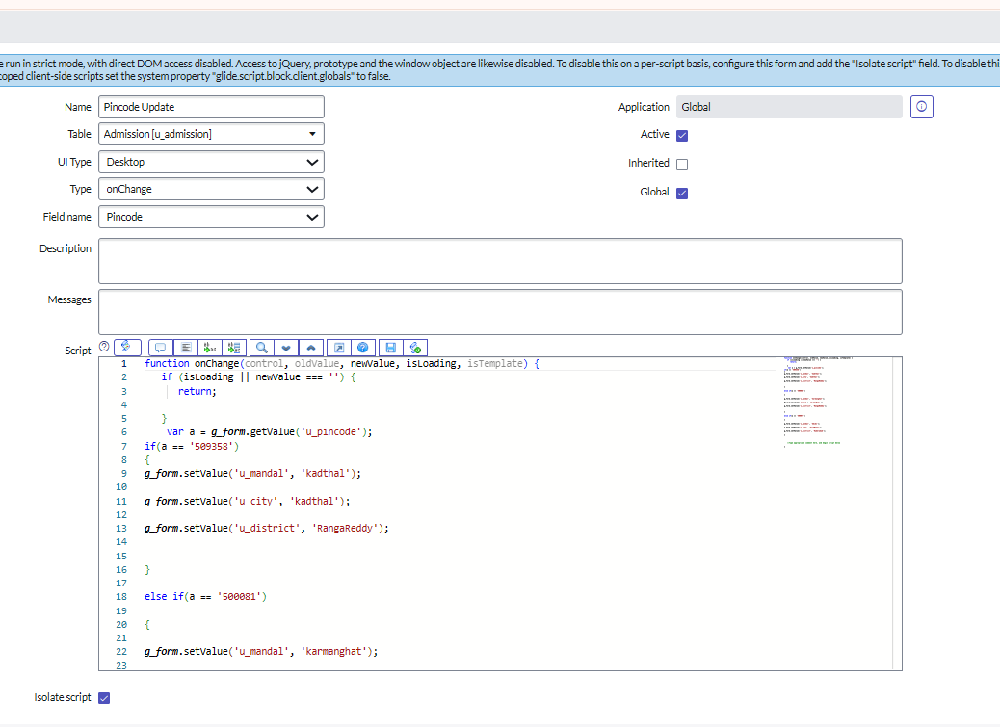 e run in strict mode, with direct DOM access disabled. Access to jQuery, prototype and the window object are likewise disabled. To disable this on a per-script basis, configure this form and add the "Isolate script" field. To disable thi
coped client-side scripts set the system property "glide.script.block.client.globals" to false.
Name Pincode Update
Application Global
Table Admission [u_admission]
Active
UI Type Desktop
Inherited
Type onChange
Global
Field name Pincode
Description
Messages
Script
1 function onChange(control, oldValue, newValue, isLoading, isTemplate) {
2 if (isLoading || newValue === '') {
3 return;
4
5 }
6 var a = g_form.getValue('u_pincode');
7 if(a == '509358')
8 {
9 g_form.setValue('u_mandal', 'kadthal');
10
11 g_form.setValue('u_city', 'kadthal');
12
13 g_form.setValue('u_district', 'RangaReddy');
14
15
16 }
17
18 else if(a == '500081')
19
20 {
21
22 g_form.setValue('u_mandal', 'karmanghat');
23
Isolate script